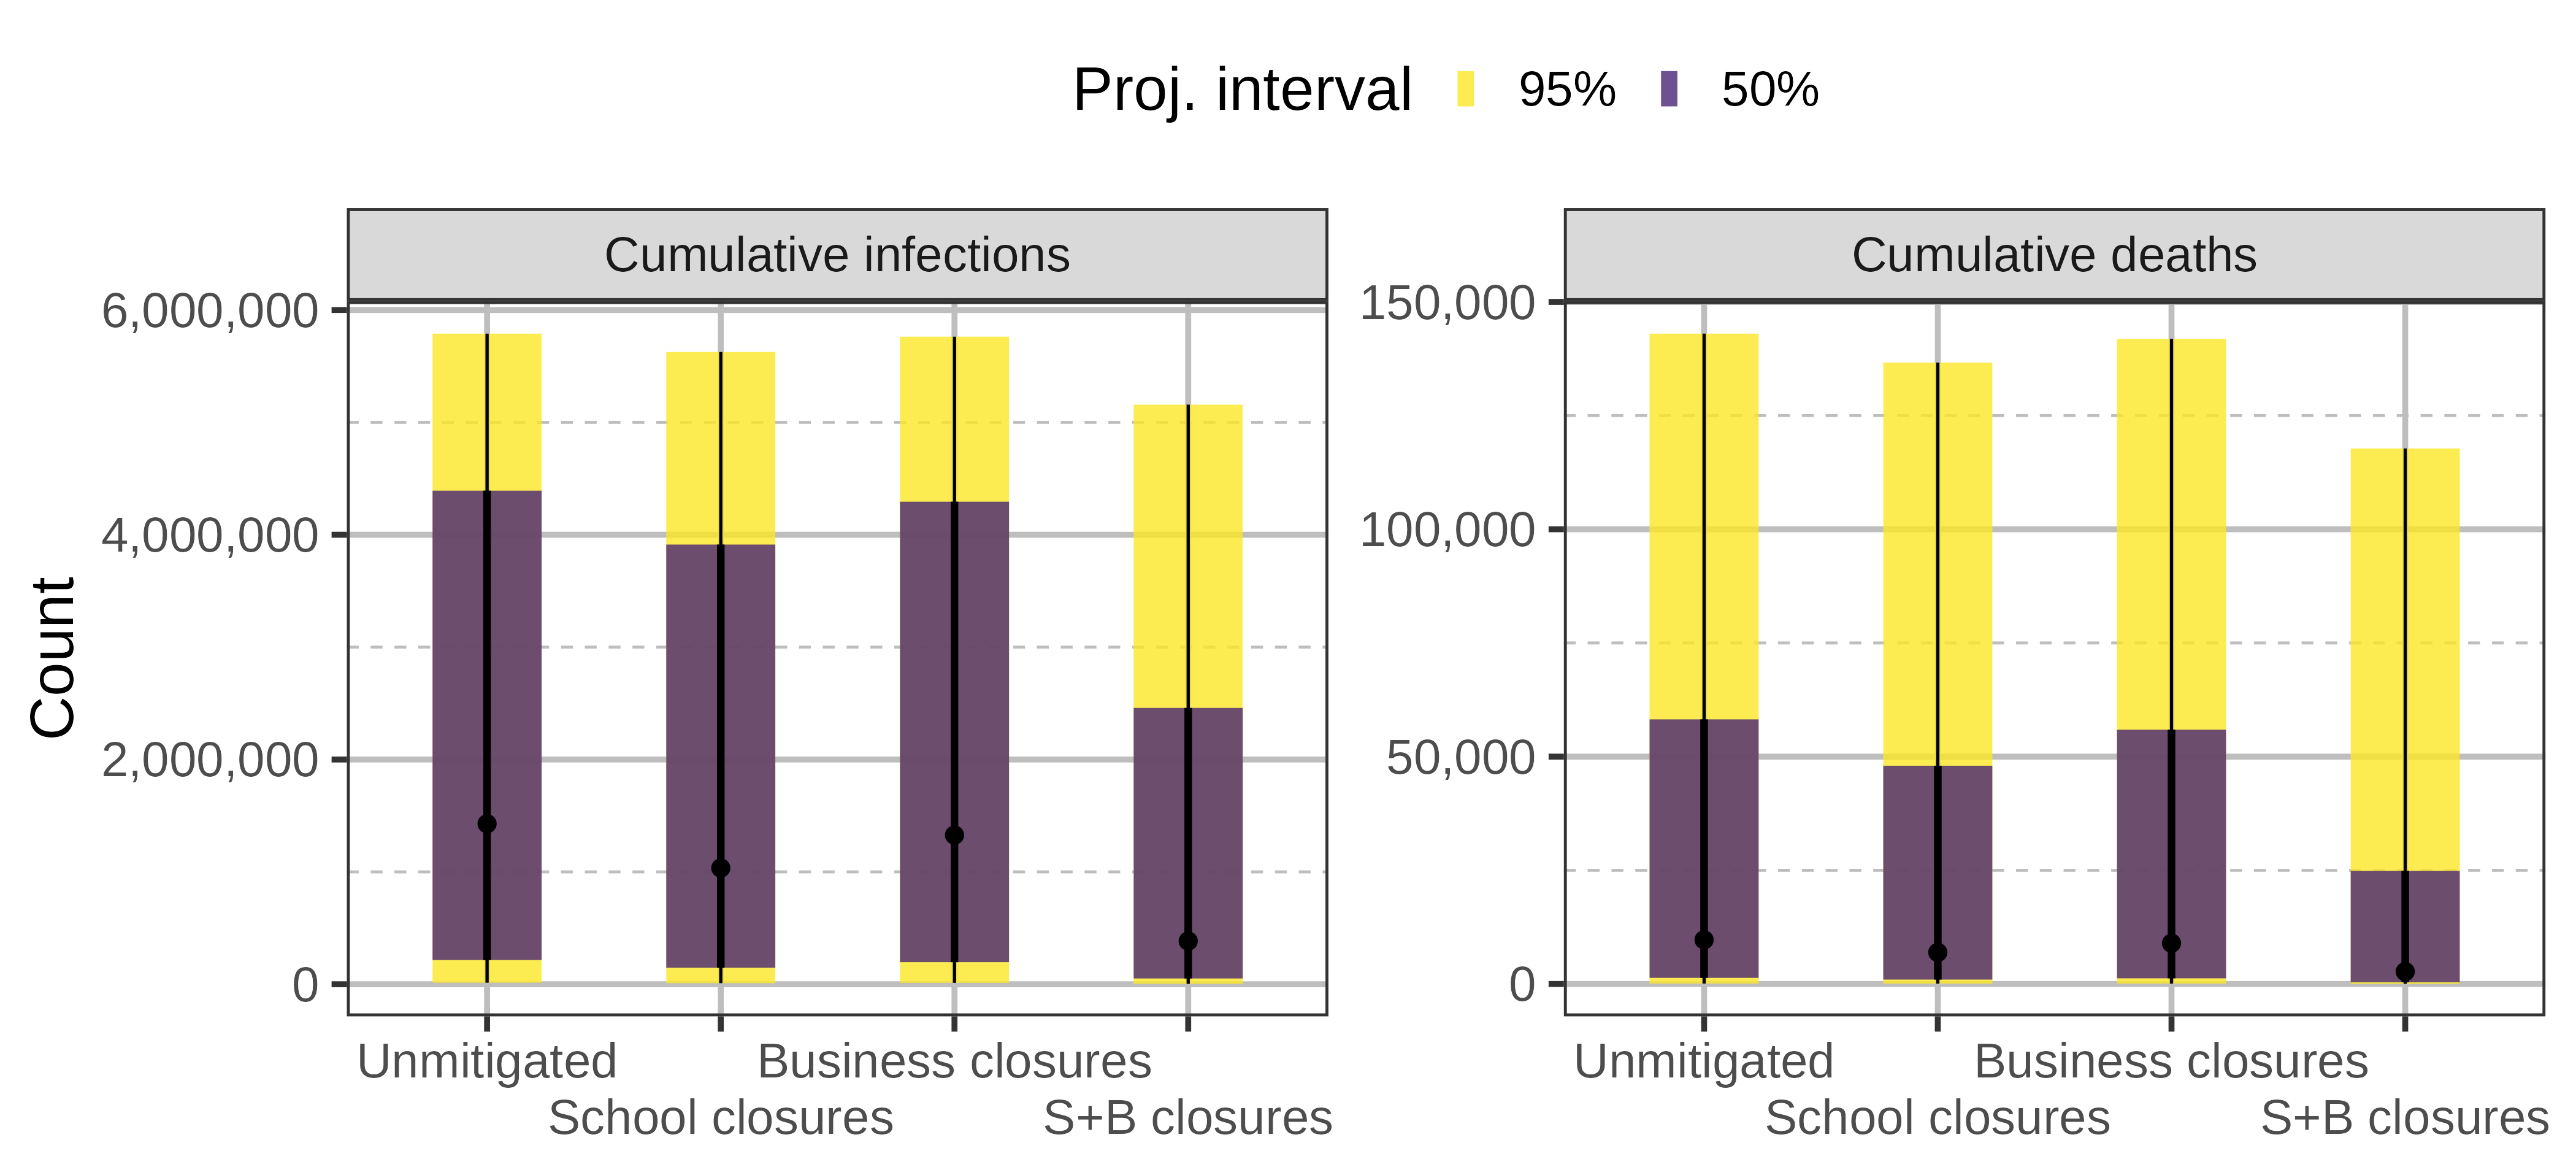 Proj. interval 95% 50%
Cumulative infections
Cumulative deaths
Count
6,000,000
4,000,000
2,000,000
0
150,000
100,000
50,000
0
Unmitigated
School closures
Business closures
S+B closures
Unmitigated
School closures
Business closures
S+B closures